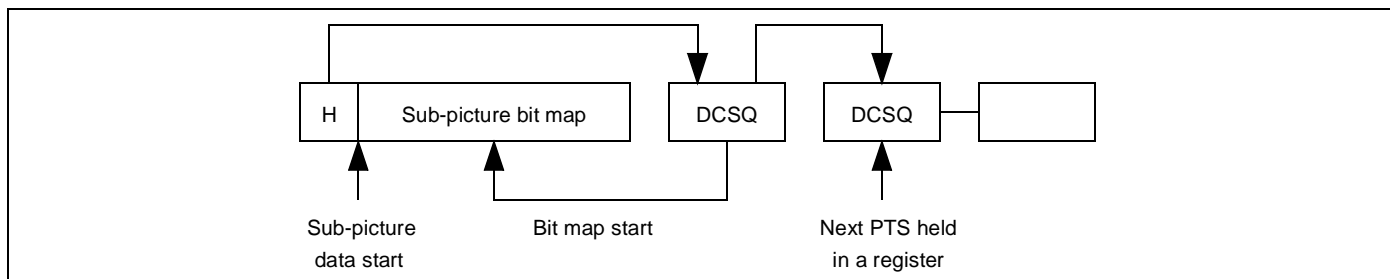 H
Sub-picture bit map
DCSQ
DCSQ
Sub-picture
data start
Bit map start
Next PTS held
in a register